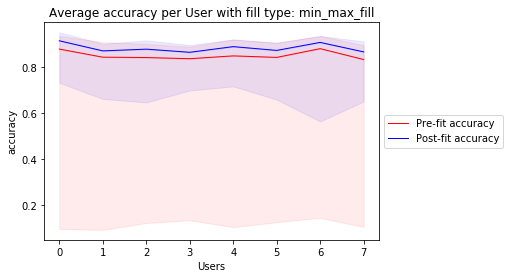 Average accuracy per User with fill type: min_max_fill
accuracy
0.8
0.6
0.4
0.2
0 1 2 3 4 5 6 7
Users
Pre-fit accuracy
Post-fit accuracy